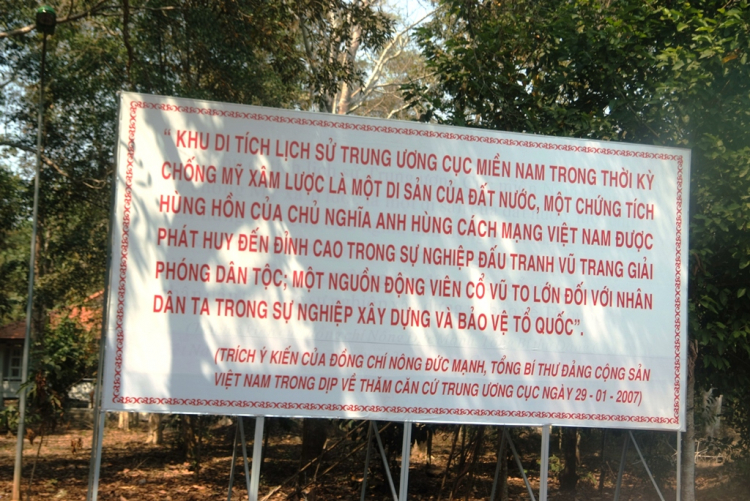 “ KHU DI TÍCH LỊCH SỬ TRUNG ƯƠNG CỤC MIỀN NAM TRONG THỜI KỲ
CHỐNG MỸ XÂM LƯỢC LÀ MỘT DI SẢN CỦA ĐẤT NƯỚC, MỘT CHỨNG TÍCH
HÙNG HỒN CỦA CHỦ NGHĨA ANH HÙNG CÁCH MẠNG VIỆT NAM ĐƯỢC
PHÁT HUY ĐẾN ĐỈNH CAO TRONG SỰ NGHIỆP ĐẤU TRANH VŨ TRANG GIẢI
PHÓNG DÂN TỘC; MỘT NGUỒN ĐỘNG VIÊN CỔ VŨ TO LỚN ĐỐI VỚI NHÂN
DÂN TA TRONG SỰ NGHIỆP XÂY DỰNG VÀ BẢO VỆ TỔ QUỐC”.
(TRÍCH Ý KIẾN CỦA ĐỒNG CHÍ NÔNG ĐỨC MẠNH, TỔNG BÍ THƯ ĐẢNG CỘNG SẢN
VIỆT NAM TRONG DỊP VỀ THĂM CĂN CỨ TRUNG ƯƠNG CỤC NGÀY 29 - 01 - 2007)